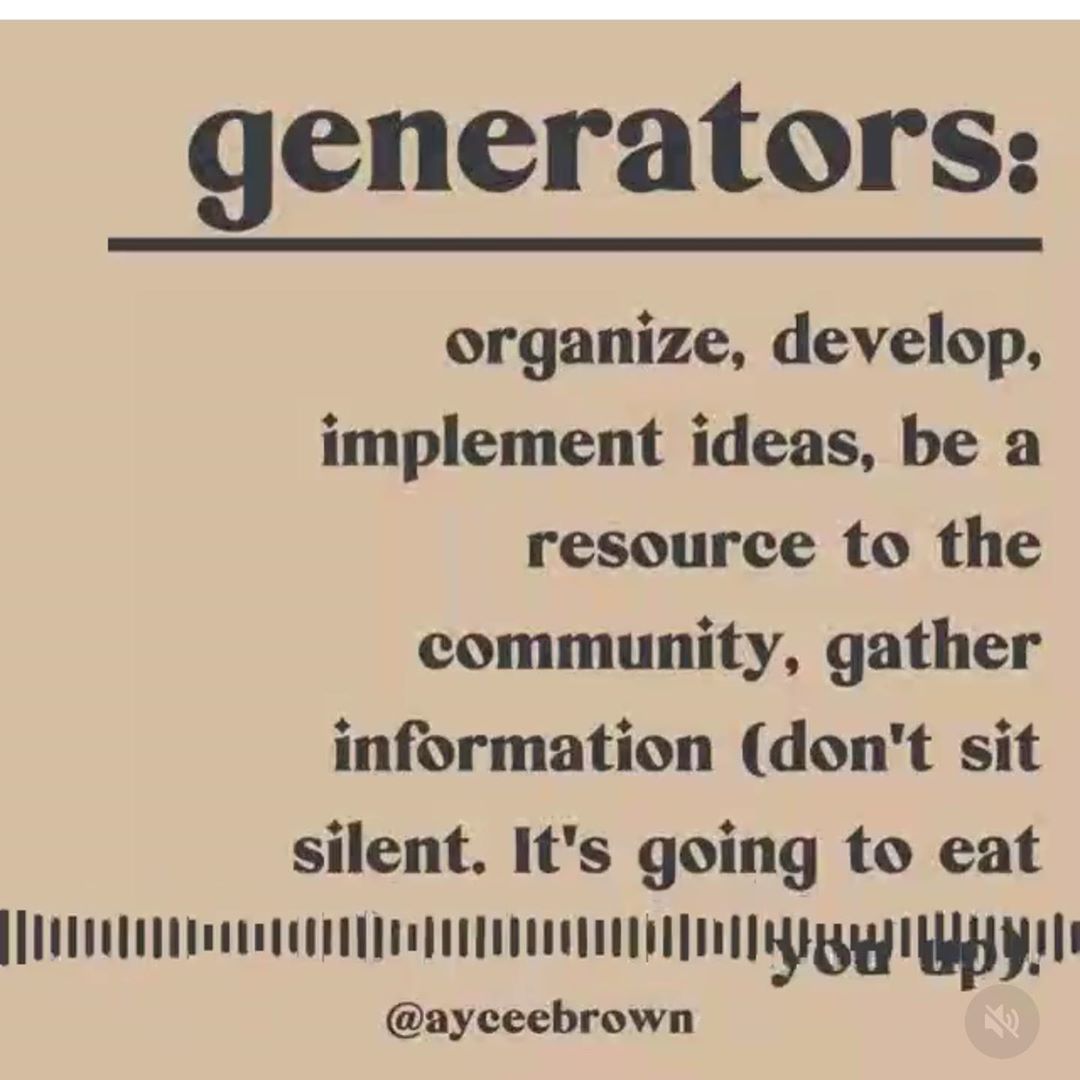 generators:
organize, develop,
implement ideas, be a
resource to the
community, gather
information (don't sit
silent. It's going to eat
you up).
@ayceebrown